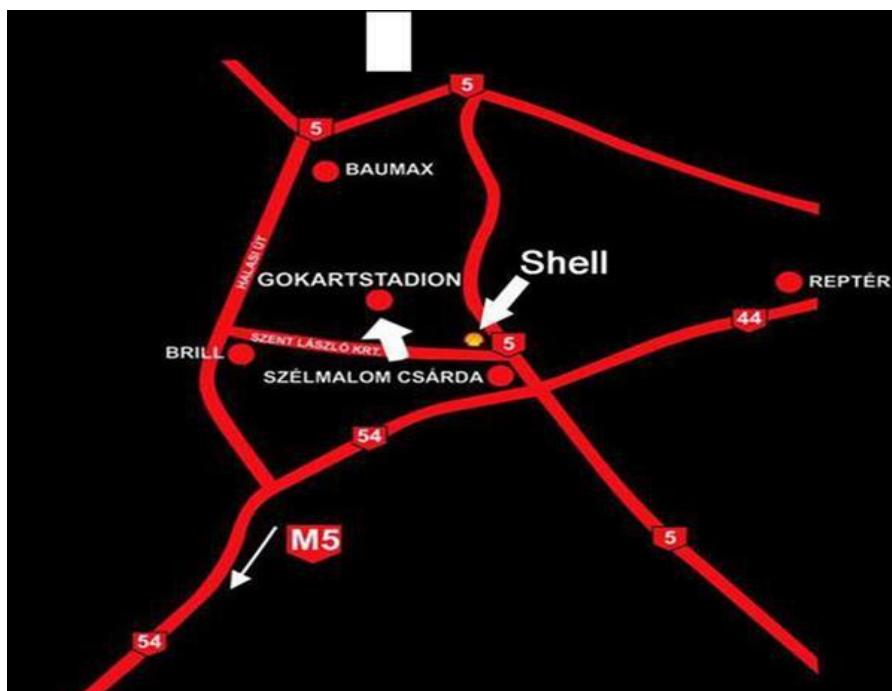 5
5
BAUMAX
HALASI ÚT
Shell
GOKARTSTADION
REPTÉR
44
SZENT LÁSZLÓ KRT.
5
BRILL
SZÉLMALOM CSÁRDA
54
M5
5
54